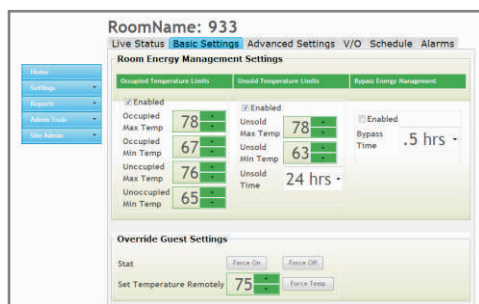 RoomName: 933
Live Status Basic Settings Advanced Settings V/O Schedule Alarms
Home
Settings
Reports
Admin Tools
Site Admin
Room Energy Management Settings
Occupied Temperature Limits
Enabled
Occupied Max Temp 78
Occupied Min Temp 67
Unccupied Max Temp 76
Unoccupied Min Temp 65
Unsold Temperature Limits
Enabled
Unsold Max Temp 78
Unsold Min Temp 63
Unsold Time 24 hrs
Bypass Energy Management
Enabled
Bypass Time .5 hrs
Override Guest Settings
Stat Force On Force Off
Set Temperature Remotely 75 Force Temp